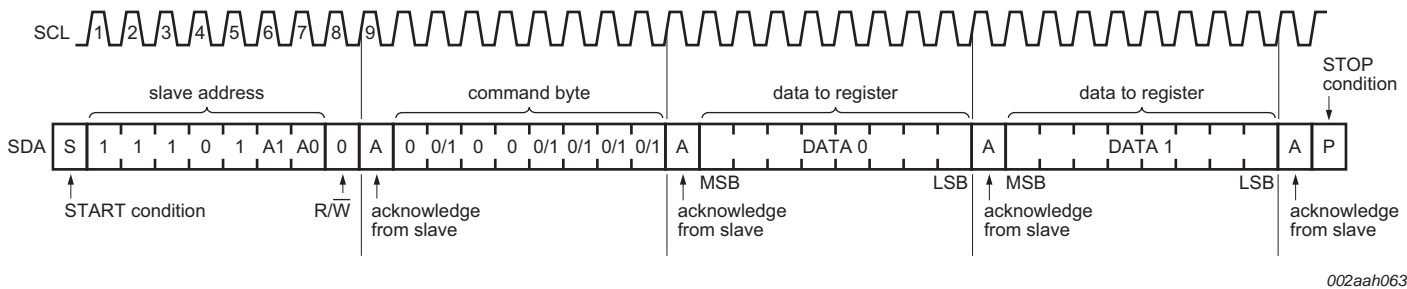 SCL 1 2 3 4 5 6 7 8 9
STOP
condition
slave address command byte data to register data to register
SDA S 1 1 1 0 1 A1 A0 0 A 0 0/1 0 0 0/1 0/1 0/1 0/1 A DATA 0 A DATA 1 A P
MSB LSB MSB LSB
START condition R/W̅ acknowledge acknowledge acknowledge acknowledge
from slave from slave from slave from slave
002aah063